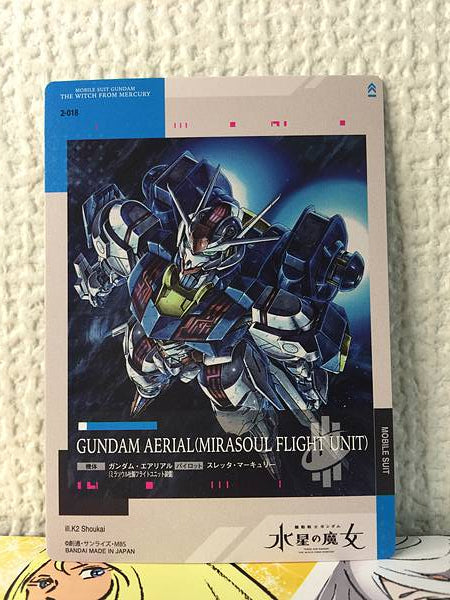 MOBILE SUIT GUNDAM
THE WITCH FROM MERCURY
2-018
GUNDAM AERIAL(MIRASOUL FLIGHT UNIT)
機体 ガンダム・エアリアル パイロット スレッタ・マーキュリー
(ミラソウル社製フライトユニット装備)
MOBILE SUIT
ill.K2 Shoukai
©創通・サンライズ・MBS
BANDAI MADE IN JAPAN
機動戦士ガンダム
水星の魔女